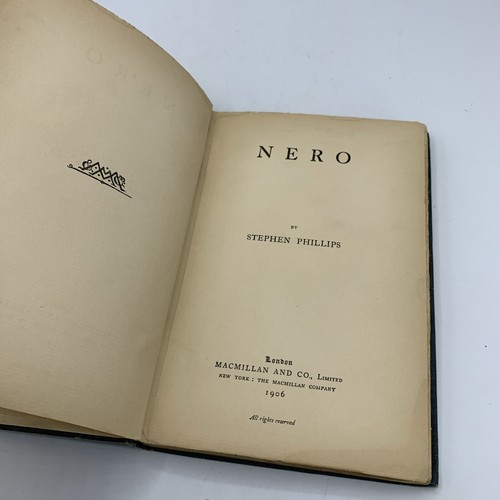 NERO
BY
STEPHEN PHILLIPS
London
MACMILLAN AND CO., LIMITED
NEW YORK : THE MACMILLAN COMPANY
1906
All rights reserved